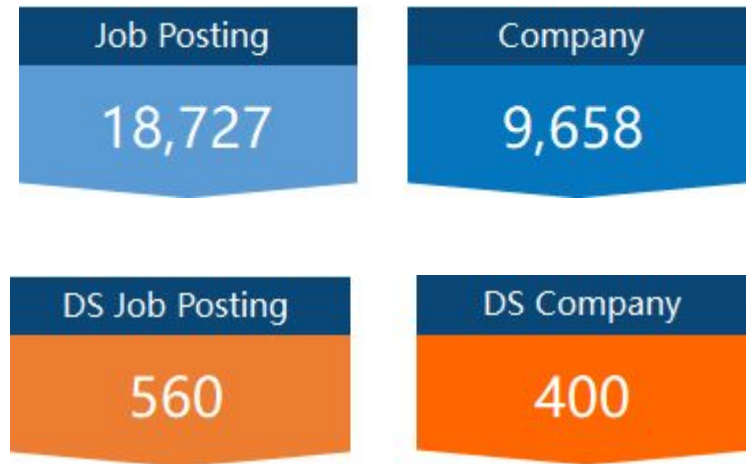 Job Posting
18,727
Company
9,658
DS Job Posting
560
DS Company
400